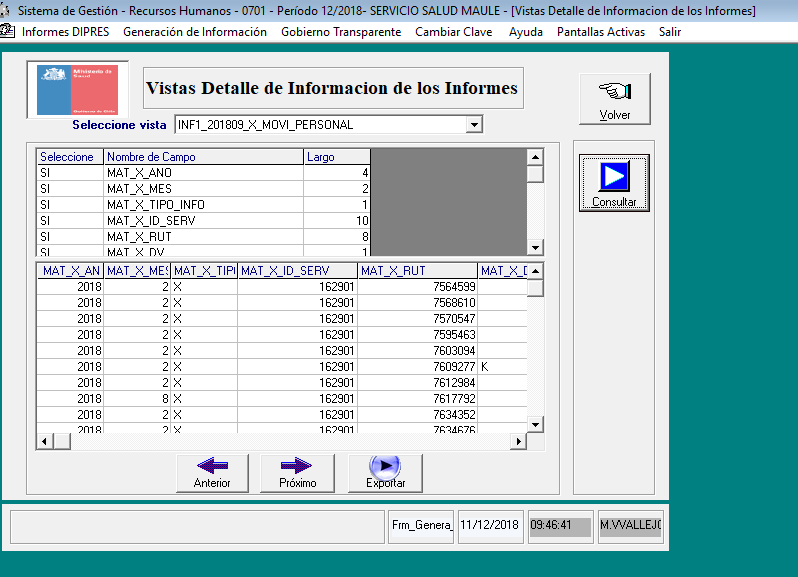 Sistema de Gestión - Recursos Humanos - 0701 - Período 12/2018- SERVICIO SALUD MAULE - [Vistas Detalle de Informacion de los Informes]
Informes DIPRES Generación de Información Gobierno Transparente Cambiar Clave Ayuda Pantallas Activas Salir
Ministerio de
Salud
Gobierno de Chile
Vistas Detalle de Informacion de los Informes
Volver
Seleccione vista INF1_201809_X_MOVI_PERSONAL
Consultar
Seleccione Nombre de Campo Largo
SI MAT_X_ANO 4
SI MAT_X_MES 2
SI MAT_X_TIPO_INFO 1
SI MAT_X_ID_SERV 10
SI MAT_X_RUT 8
SI MAT_X_DV 1
MAT_X_AN MAT_X_MES MAT_X_TIP MAT_X_ID_SERV MAT_X_RUT MAT_X_D
2018 2 X 162901 7564599
2018 2 X 162901 7568610
2018 2 X 162901 7570547
2018 2 X 162901 7595463
2018 2 X 162901 7603094
2018 2 X 162901 7609277 K
2018 2 X 162901 7612984
2018 8 X 162901 7617792
2018 2 X 162901 7634352
2018 2 X 162901 7634676
Anterior Próximo Exportar
Frm_Genera_ 11/12/2018 09:46:41 M.VVALLEJO